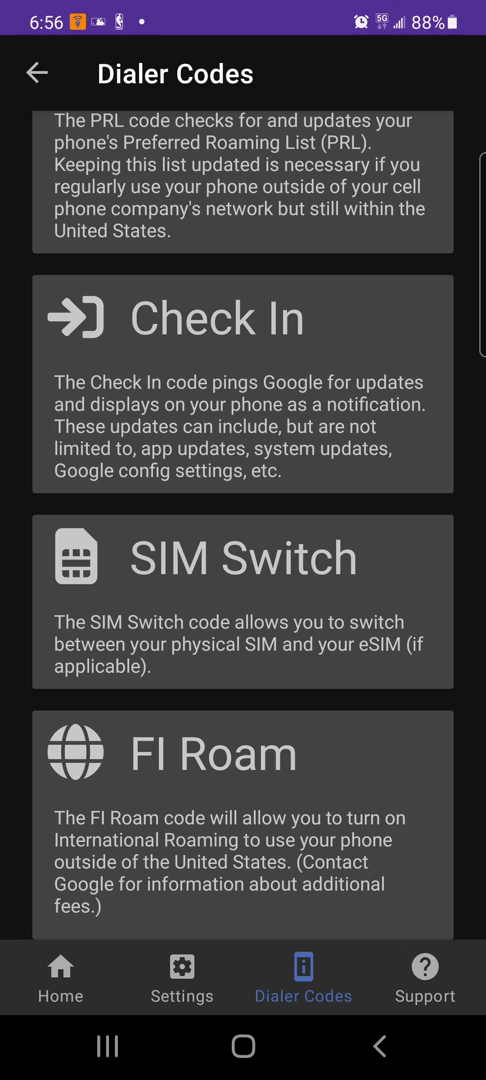 6:56 5G 88%
Dialer Codes
The PRL code checks for and updates your
phone's Preferred Roaming List (PRL).
Keeping this list updated is necessary if you
regularly use your phone outside of your cell
phone company's network but still within the
United States.
Check In
The Check In code pings Google for updates
and displays on your phone as a notification.
These updates can include, but are not
limited to, app updates, system updates,
Google config settings, etc.
SIM Switch
The SIM Switch code allows you to switch
between your physical SIM and your eSIM (if
applicable).
FI Roam
The FI Roam code will allow you to turn on
International Roaming to use your phone
outside of the United States. (Contact
Google for information about additional
fees.)
Home Settings Dialer Codes Support